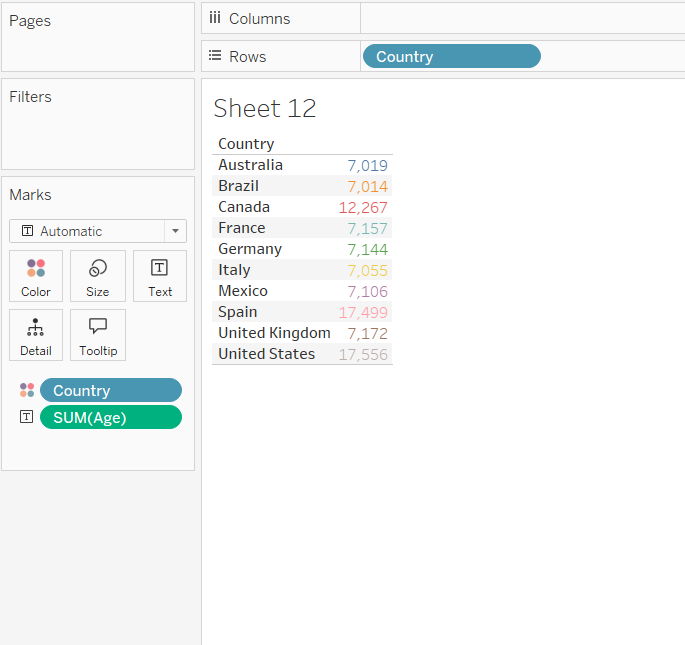 Pages
Columns
Rows
Country
Filters
Marks
Automatic
Color
Size
Text
Detail
Tooltip
Country
SUM(Age)
Sheet 12
Country
Australia 7,019
Brazil 7,014
Canada 12,267
France 7,157
Germany 7,144
Italy 7,055
Mexico 7,106
Spain 17,499
United Kingdom 7,172
United States 17,556